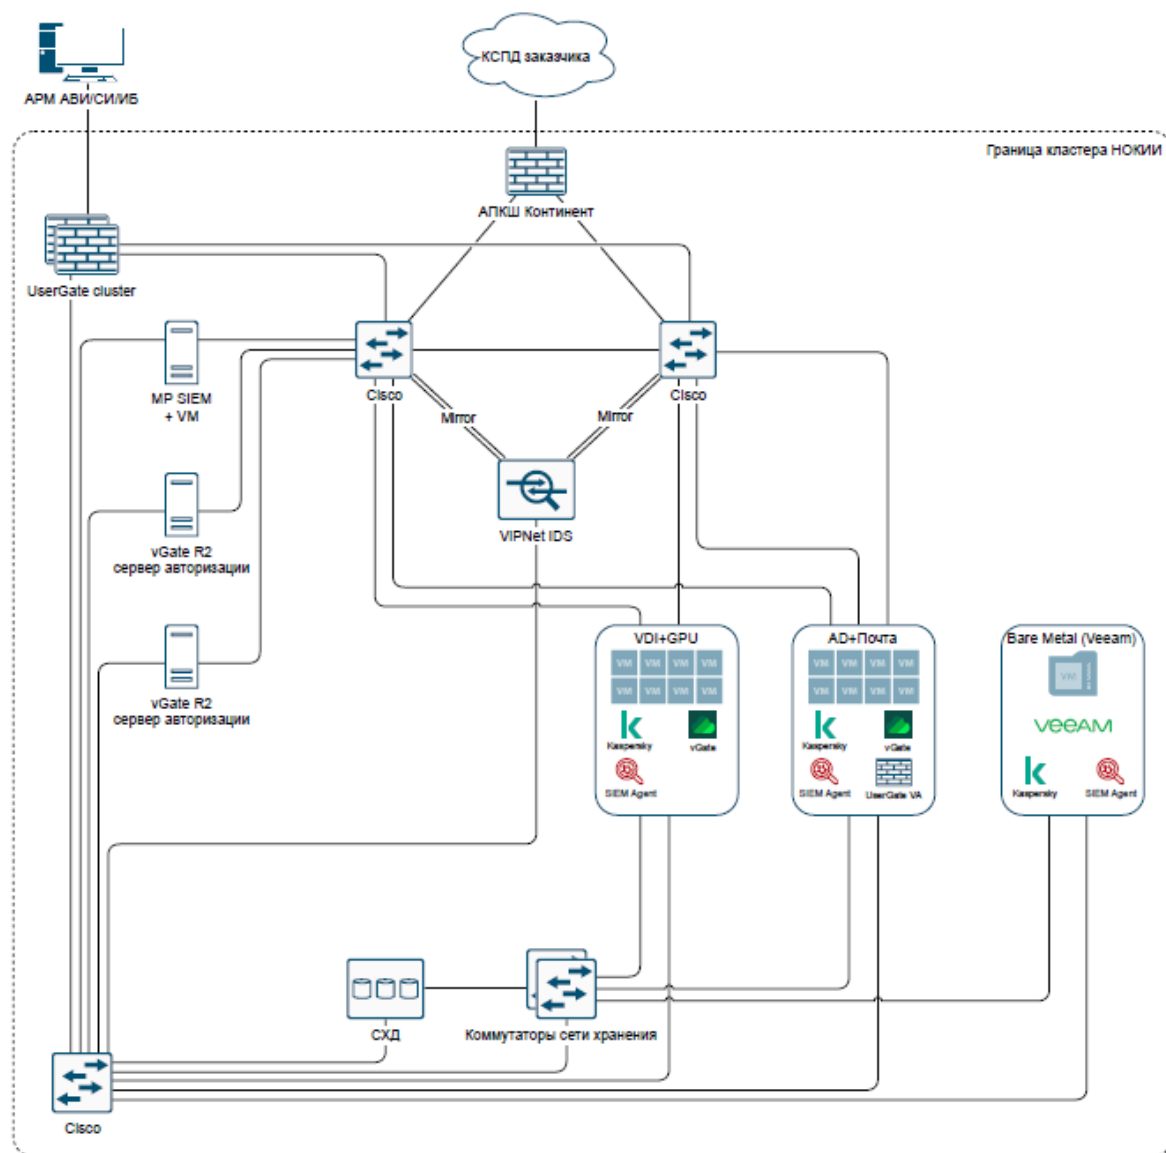 КСПД заказчика
АРМ АВИ/СИ/ИБ
Граница кластера НОКИИ
АПКШ Континент
UserGate cluster
MP SIEM
+ VM
Cisco
Cisco
Mirror
Mirror
vGate R2
сервер авторизации
VIPNet IDS
vGate R2
сервер авторизации
VDI+GPU
VM VM VM VM
VM VM VM VM
Kaspersky
vGate
SIEM Agent
AD+Почта
VM VM VM VM
VM VM VM VM
Kaspersky
vGate
SIEM Agent
UserGate VA
Bare Metal (Veeam)
VM
veeAM
Kaspersky
SIEM Agent
СХД
Коммутаторы сети хранения
Cisco